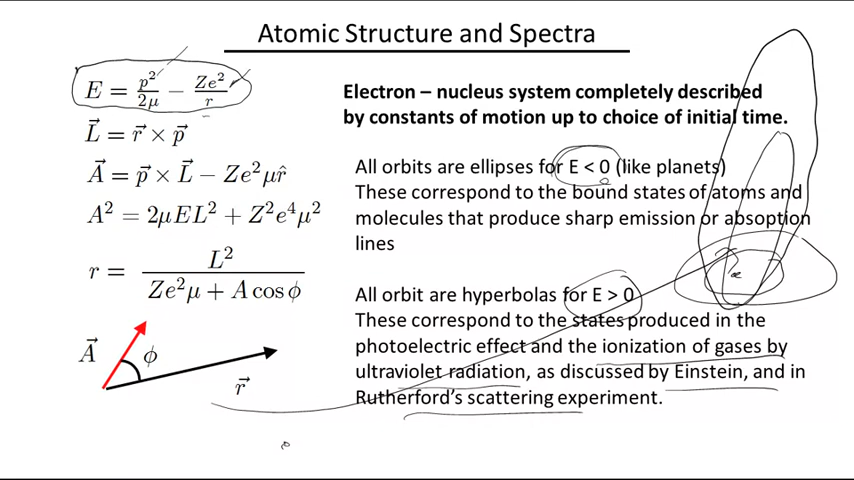 Atomic Structure and Spectra
E = p²/2μ − Ze²/r
L⃗ = r⃗ × p⃗
A⃗ = p⃗ × L⃗ − Ze²μr̂
A² = 2μEL² + Z²e⁴μ²
r = L² / (Ze²μ + A cos φ)
A⃗
φ
r⃗
Electron – nucleus system completely described
by constants of motion up to choice of initial time.
All orbits are ellipses for E < 0 (like planets)
These correspond to the bound states of atoms and
molecules that produce sharp emission or absoption
lines
All orbit are hyperbolas for E > 0
These correspond to the states produced in the
photoelectric effect and the ionization of gases by
ultraviolet radiation, as discussed by Einstein, and in
Rutherford's scattering experiment.